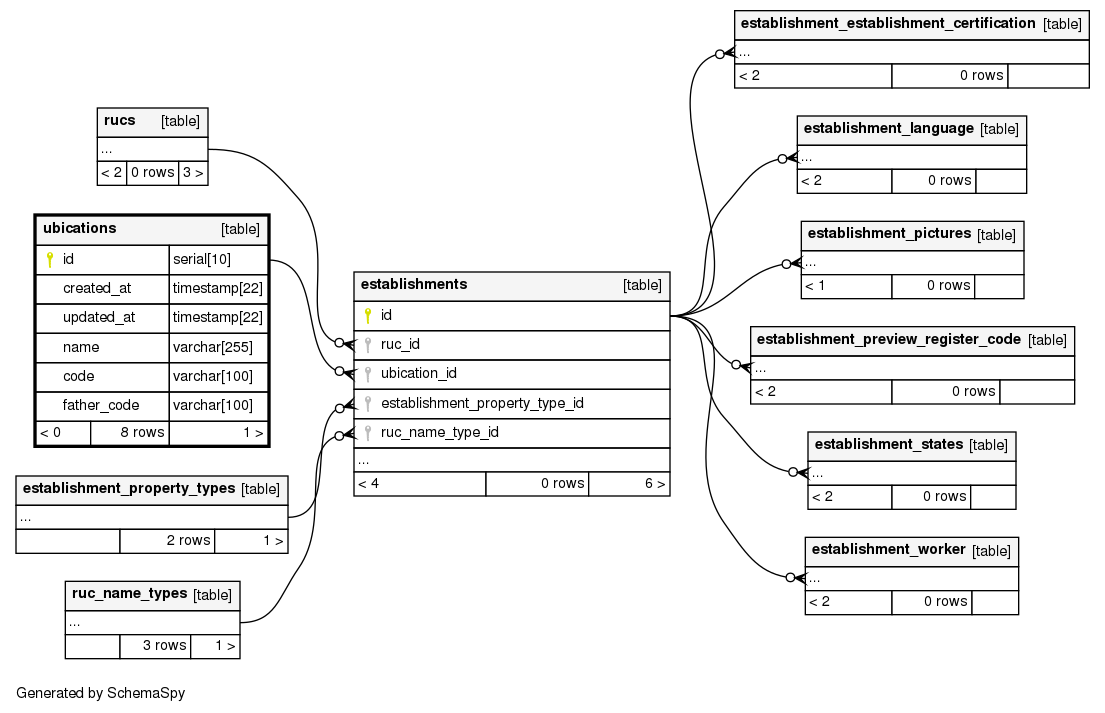 establishment_establishment_certification [table]
...
< 2 0 rows
rucs [table]
...
< 2 0 rows 3 >
establishment_language [table]
...
< 2 0 rows
ubications [table]
id serial[10]
created_at timestamp[22]
updated_at timestamp[22]
name varchar[255]
code varchar[100]
father_code varchar[100]
< 0 8 rows 1 >
establishment_pictures [table]
...
< 1 0 rows
establishments [table]
id
ruc_id
ubication_id
establishment_property_type_id
ruc_name_type_id
...
< 4 0 rows 6 >
establishment_preview_register_code [table]
...
< 2 0 rows
establishment_states [table]
...
< 2 0 rows
establishment_property_types [table]
...
2 rows 1 >
establishment_worker [table]
...
< 2 0 rows
ruc_name_types [table]
...
3 rows 1 >
Generated by SchemaSpy